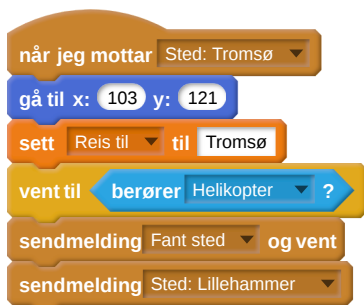 når jeg mottar Sted: Tromsø
gå til x: 103 y: 121
sett Reis til til Tromsø
vent til berører Helikopter ?
sendmelding Fant sted og vent
sendmelding Sted: Lillehammer